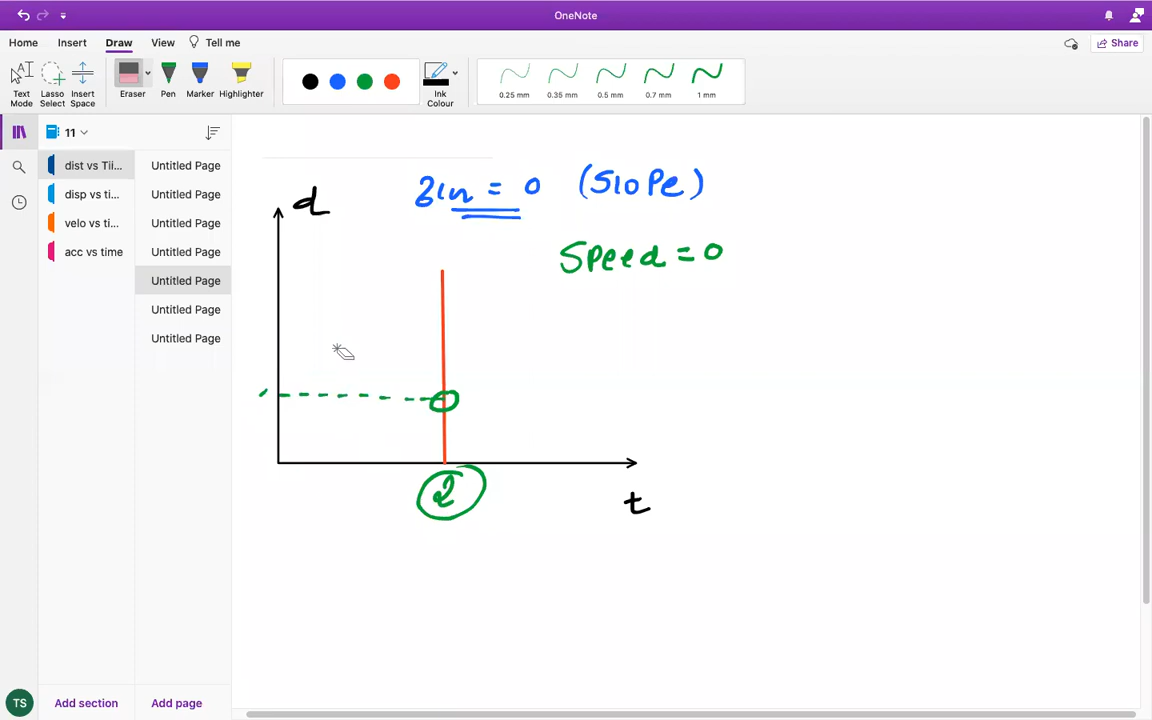 OneNote
Home Insert Draw View Tell me
Share
Text Mode
Lasso Select
Insert Space
Eraser
Pen
Marker
Highlighter
Ink Colour
0.25 mm 0.35 mm 0.5 mm 0.7 mm 1 mm
11
dist vs Tii...
disp vs ti...
velo vs ti...
acc vs time
Untitled Page
Untitled Page
Untitled Page
Untitled Page
Untitled Page
Untitled Page
Untitled Page
d
= 0 (Slope)
Speed = 0
2
t
TS
Add section
Add page